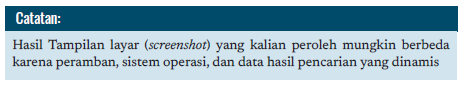 Catatan:
Hasil Tampilan layar (screenshot) yang kalian peroleh mungkin berbeda
karena peramban, sistem operasi, dan data hasil pencarian yang dinamis